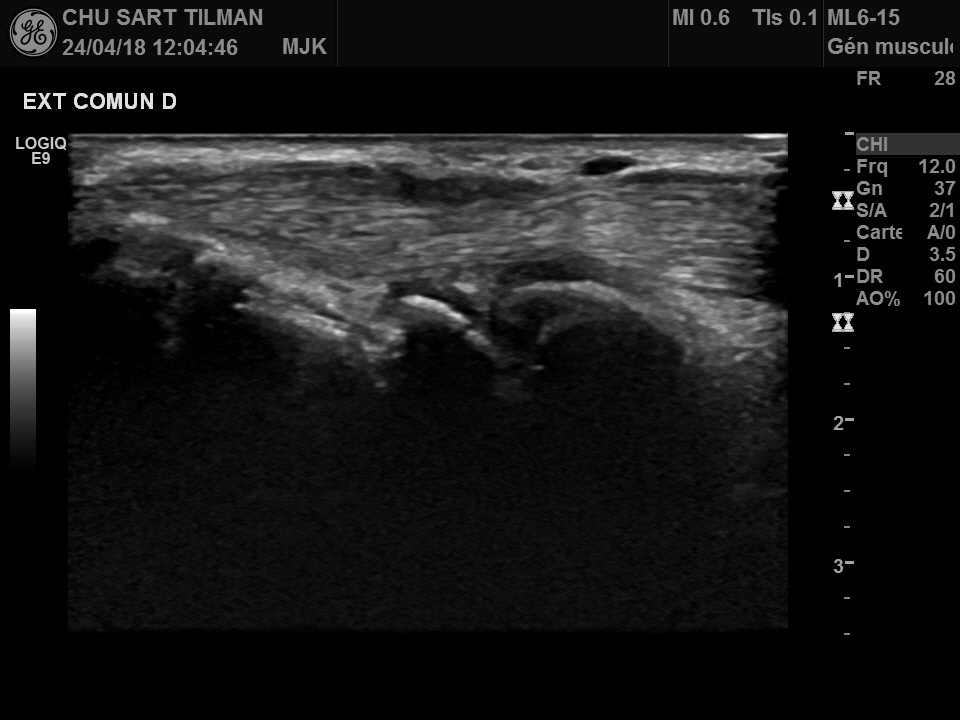 CHU SART TILMAN
24/04/18 12:04:46 MJK
MI 0.6 TIs 0.1
ML6-15
Gén muscul
FR 28
EXT COMUN D
LOGIQ
E9
CHI
Frq 12.0
Gn 37
S/A 2/1
Carte A/0
D 3.5
DR 60
AO% 100
1
2
3